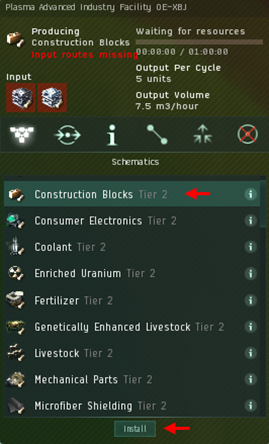 Plasma Advanced Industry Facility OE-XBJ
Producing
Construction Blocks
Input routes missing
Waiting for resources
00:00:00 / 01:00:00
Output Per Cycle
5 units
Output Volume
7.5 m3/hour
Input
Schematics
Construction Blocks Tier 2
Consumer Electronics Tier 2
Coolant Tier 2
Enriched Uranium Tier 2
Fertilizer Tier 2
Genetically Enhanced Livestock Tier 2
Livestock Tier 2
Mechanical Parts Tier 2
Microfiber Shielding Tier 2
Install